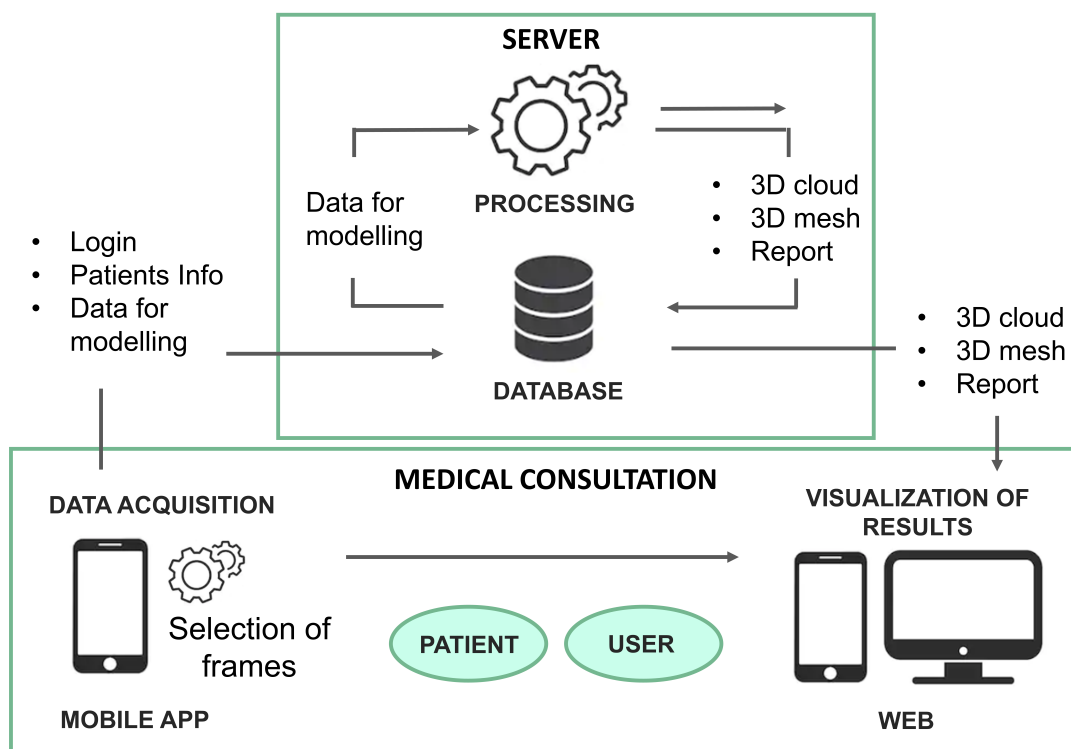 SERVER
PROCESSING
Data for
modelling
• 3D cloud
• 3D mesh
• Report
DATABASE
• Login
• Patients Info
• Data for
modelling
• 3D cloud
• 3D mesh
• Report
MEDICAL CONSULTATION
DATA ACQUISITION
Selection of
frames
MOBILE APP
PATIENT
USER
VISUALIZATION OF
RESULTS
WEB